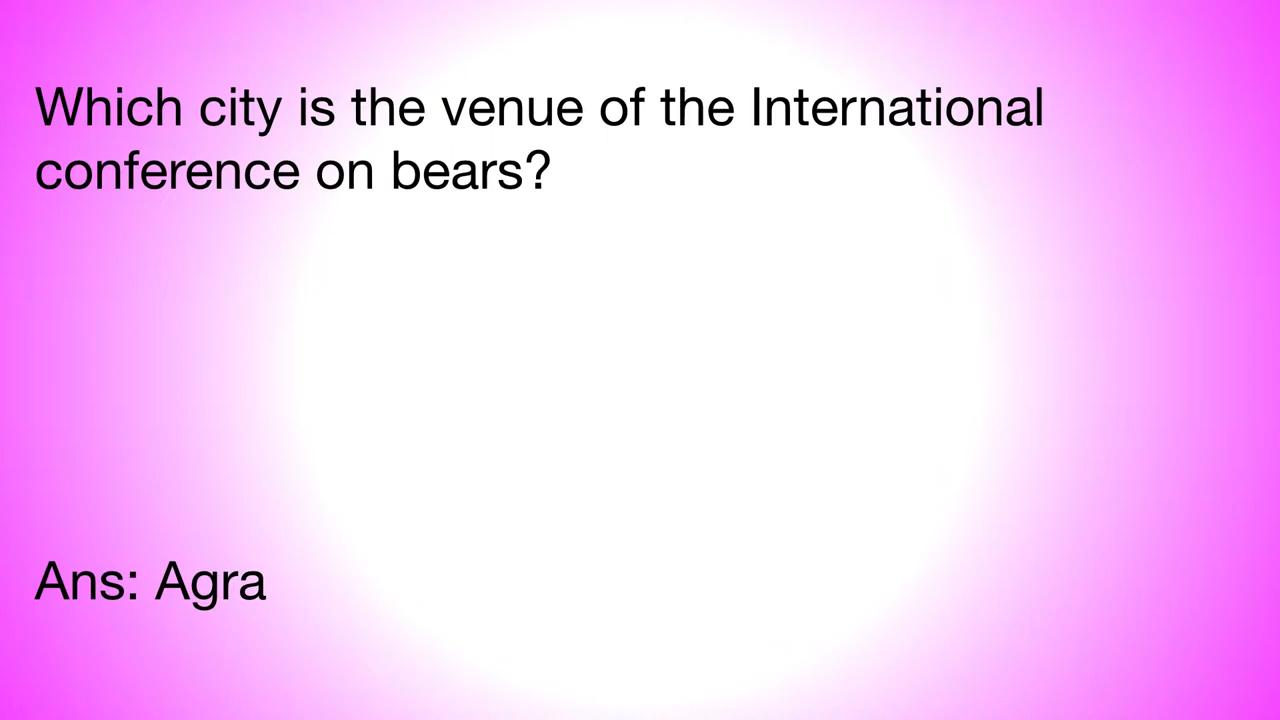 Which city is the venue of the International
conference on bears?
Ans: Agra